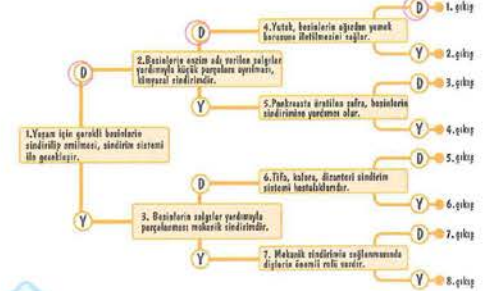 D
1. çıkış
4.Yutak, besinlerin ağızdan yemek
borusuna iletilmesini sağlar.
Y
2. çıkış
D
2.Besinlerin enzim adı verilen salgılar
yardımıyla küçük parçalara ayrılması,
kimyasal sindirimdir.
D
3. çıkış
Y
5.Pankreasta üretilen safra, besinlerin
sindirimine yardımcı olur.
Y
4. çıkış
1.Yaşam için gerekli besinlerin
sindirilip emilmesi, sindirim sistemi
ile gerçekleşir.
D
5. çıkış
D
6.Tifo, kolera, dizanteri sindirim
sistemi hastalıklarıdır.
Y
6. çıkış
Y
3. Besinlerin salgılar yardımıyla
parçalanması mekanik sindirimdir.
D
7. çıkış
Y
7. Mekanik sindirimin sağlanmasında
dişlerin önemli rolü vardır.
Y
8. çıkış